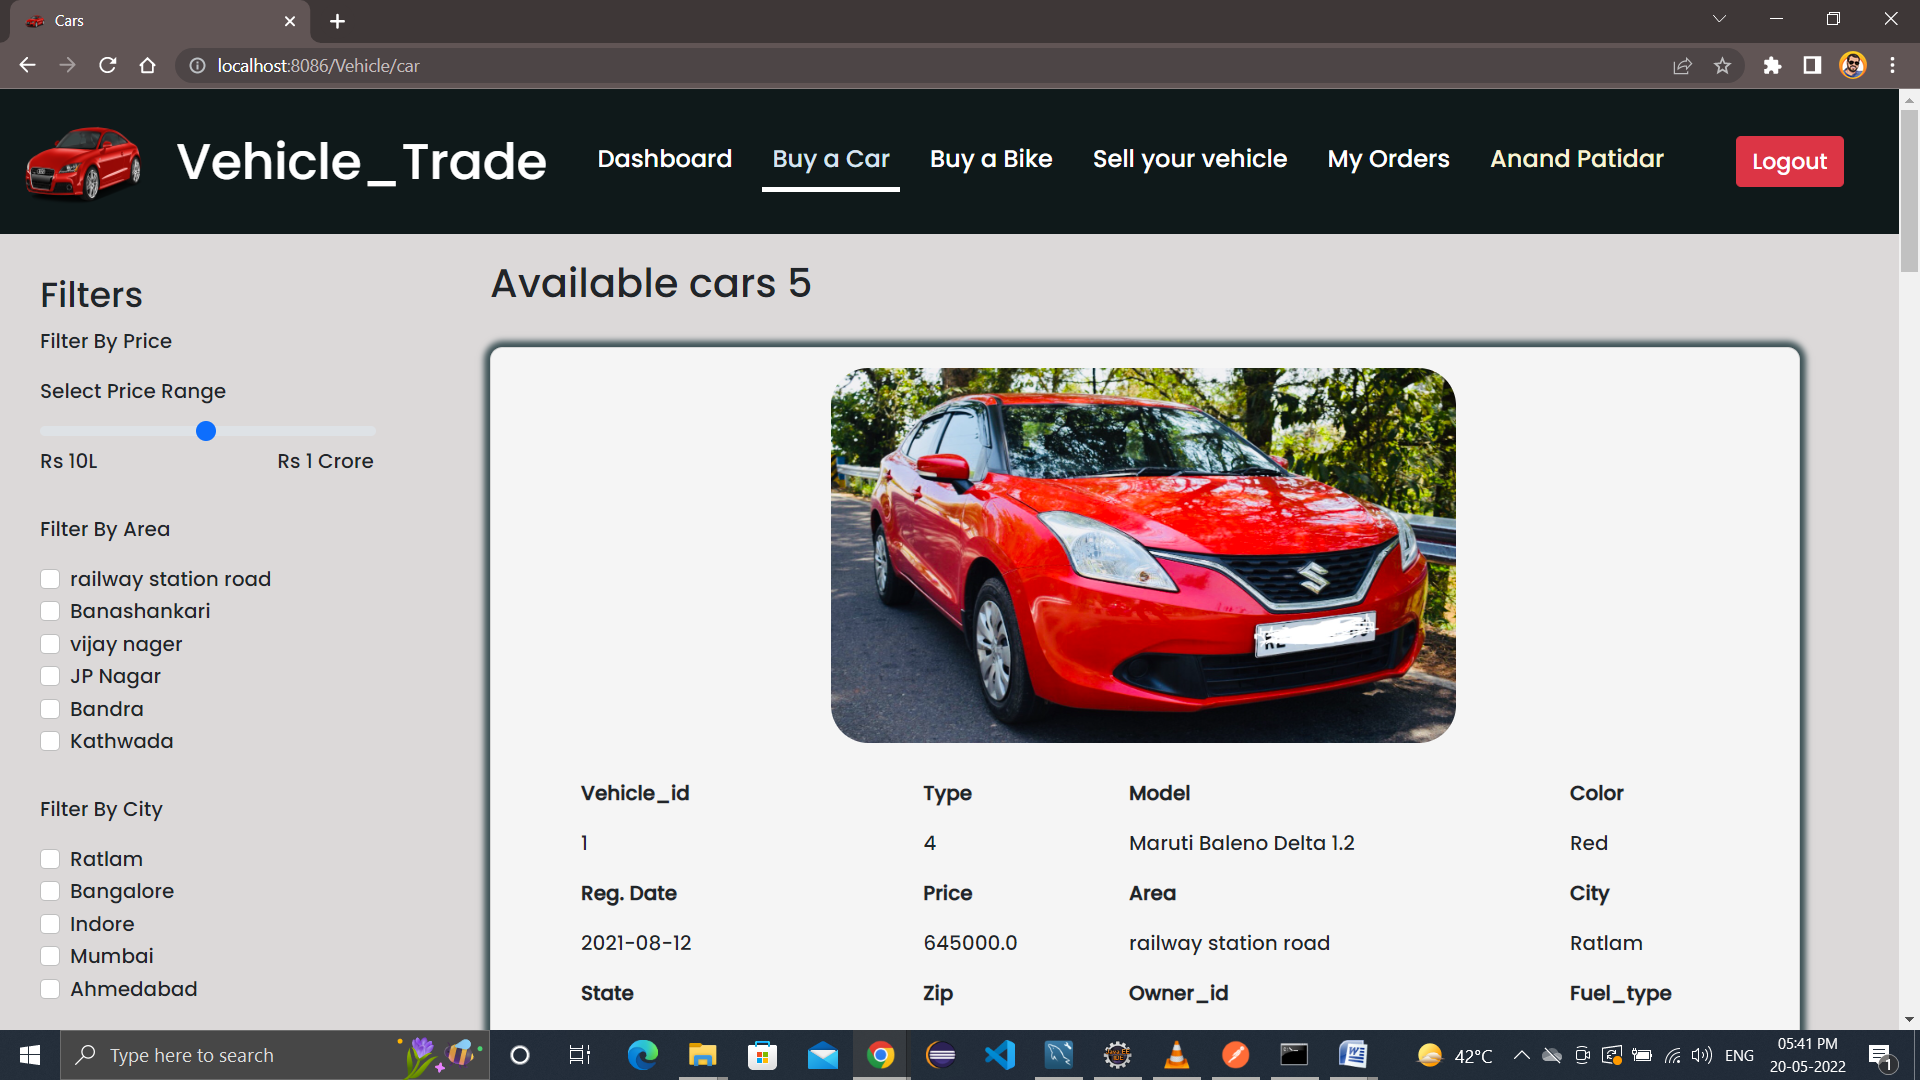 Cars
localhost:8086/Vehicle/car
Vehicle_Trade
Dashboard
Buy a Car
Buy a Bike
Sell your vehicle
My Orders
Anand Patidar
Logout
Filters
Filter By Price
Select Price Range
Rs 10L Rs 1 Crore
Filter By Area
railway station road
Banashankari
vijay nager
JP Nagar
Bandra
Kathwada
Filter By City
Ratlam
Bangalore
Indore
Mumbai
Ahmedabad
Available cars 5
Vehicle_id Type Model Color
1 4 Maruti Baleno Delta 1.2 Red
Reg. Date Price Area City
2021-08-12 645000.0 railway station road Ratlam
State Zip Owner_id Fuel_type
Type here to search
42°C
ENG
05:41 PM
20-05-2022
1